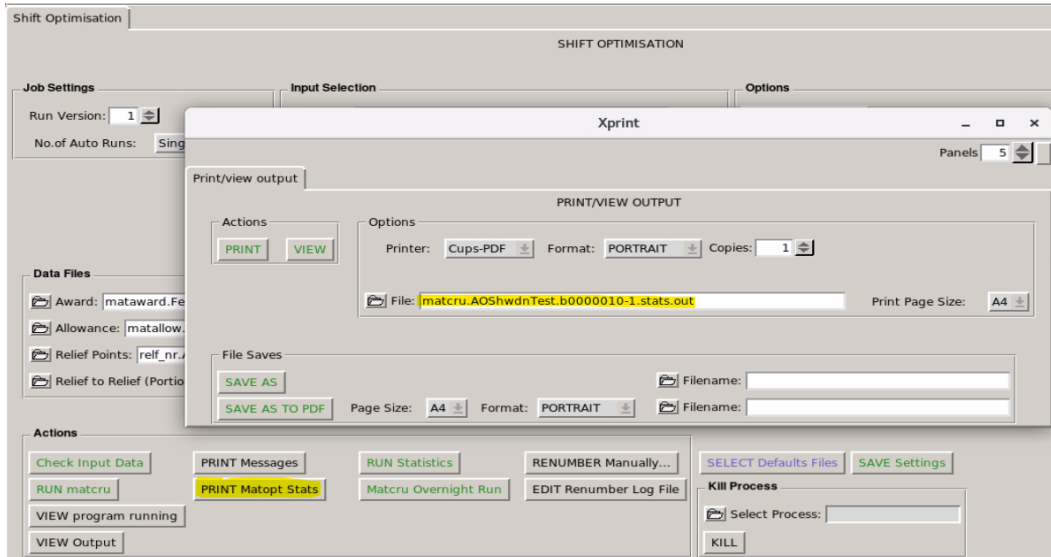 Shift Optimisation
SHIFT OPTIMISATION
Job Settings
Input Selection
Options
Run Version: 1
No.of Auto Runs: Sing
Xprint
Panels 5
Print/view output
PRINT/VIEW OUTPUT
Actions
Options
PRINT VIEW
Printer: Cups-PDF Format: PORTRAIT Copies: 1
File: matcru.AOShwdnTest.b0000010-1.stats.out Print Page Size: A4
File Saves
SAVE AS Filename:
SAVE AS TO PDF Page Size: A4 Format: PORTRAIT Filename:
Data Files
Award: mataward.Fe
Allowance: matallow.
Relief Points: relf_nr.
Relief to Relief (Portio
Actions
Check Input Data PRINT Messages RUN Statistics RENUMBER Manually... SELECT Defaults Files SAVE Settings
RUN matcru PRINT Matopt Stats Matcru Overnight Run EDIT Renumber Log File
Kill Process
VIEW program running Select Process:
VIEW Output KILL